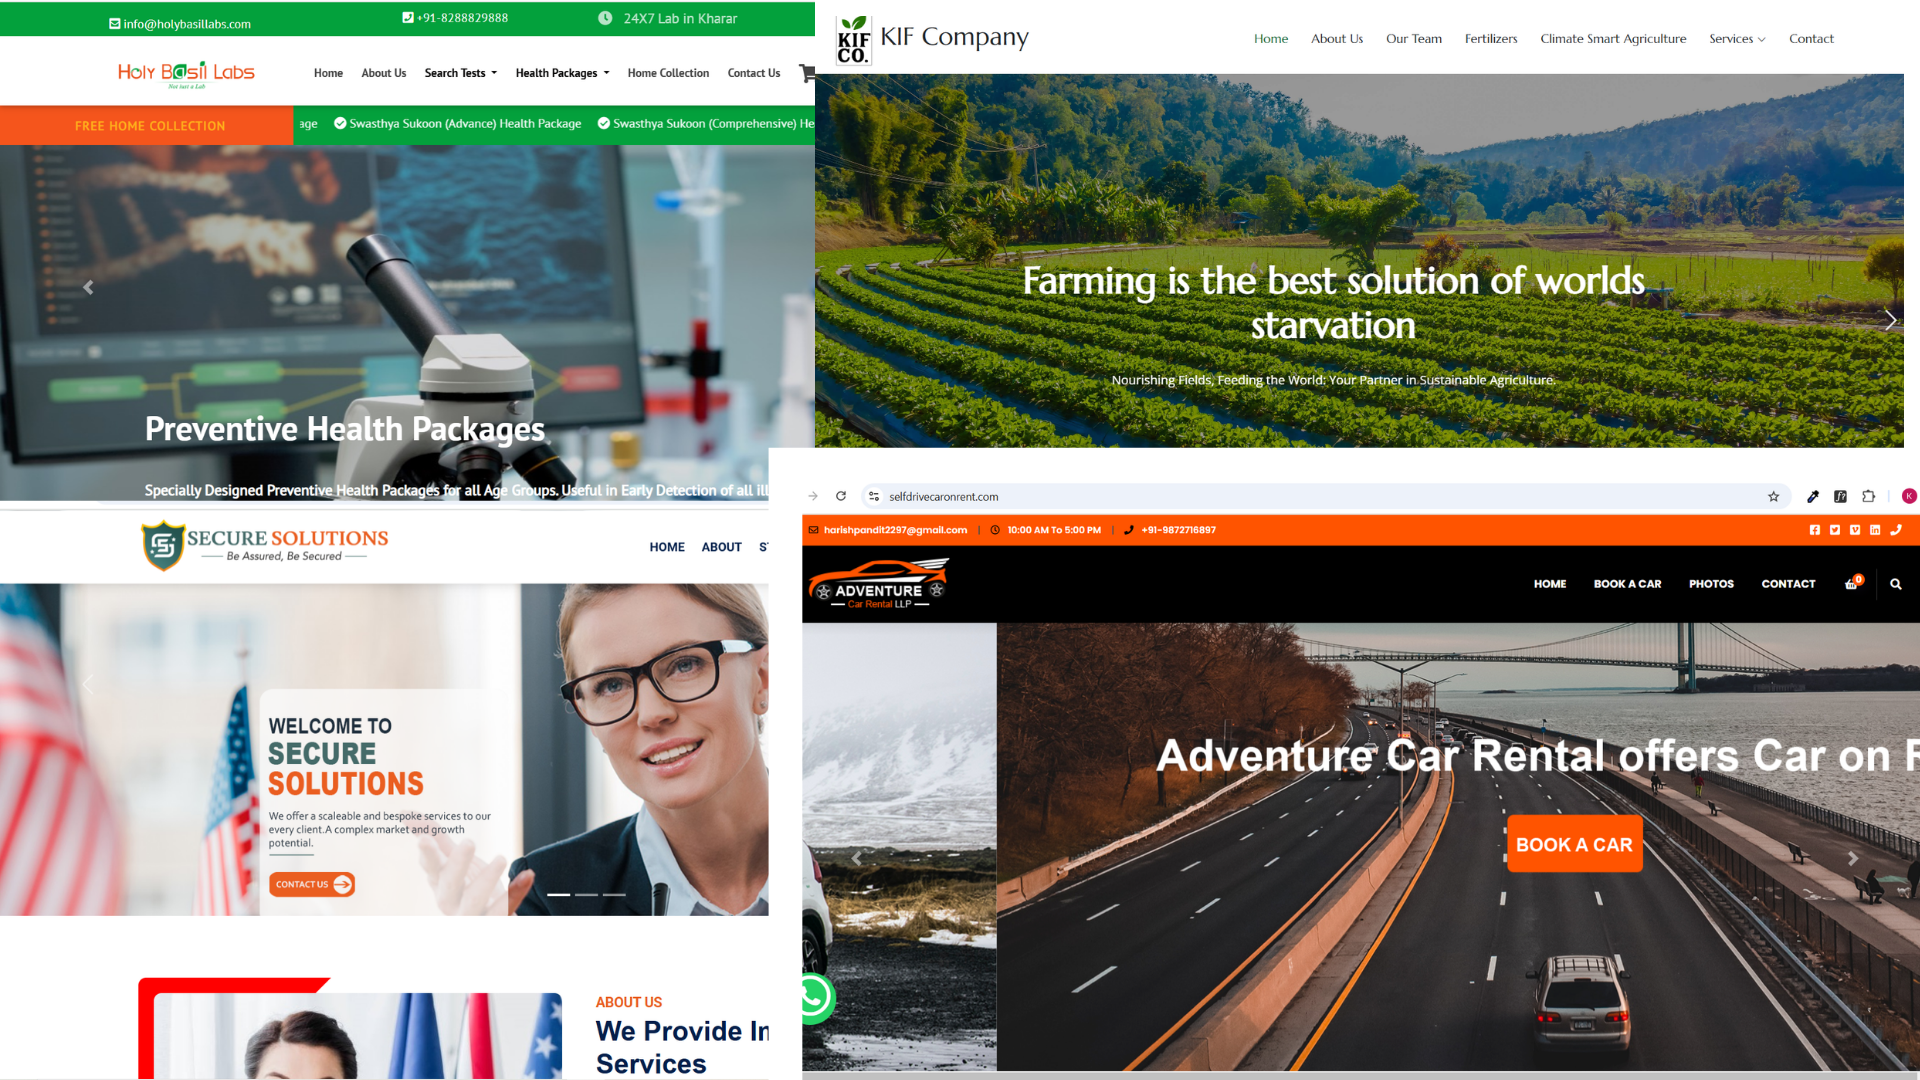 info@holybasillabs.com
+91-8288829888
24X7 Lab in Kharar
Holy Basil Labs
Not just a Lab
Home
About Us
Search Tests
Health Packages
Home Collection
Contact Us
FREE HOME COLLECTION
age
Swasthya Sukoon (Advance) Health Package
Swasthya Sukoon (Comprehensive) He
Preventive Health Packages
Specially Designed Preventive Health Packages for all Age Groups. Useful in Early Detection of all ill
KIF
CO.
KIF Company
Home
About Us
Our Team
Fertilizers
Climate Smart Agriculture
Services
Contact
Farming is the best solution of worlds
starvation
Nourishing Fields, Feeding the World: Your Partner in Sustainable Agriculture.
SECURE SOLUTIONS
Be Assured, Be Secured
HOME
ABOUT
WELCOME TO
SECURE
SOLUTIONS
We offer a scaleable and bespoke services to our
every client.A complex market and growth
potential.
CONTACT US
ABOUT US
We Provide In
Services
selfdrivecaronrent.com
K
harishpandit2297@gmail.com
10:00 AM To 5:00 PM
+91-9872716897
ADVENTURE
Car Rental LLP
HOME
BOOK A CAR
PHOTOS
CONTACT
0
Adventure Car Rental offers Car on R
BOOK A CAR